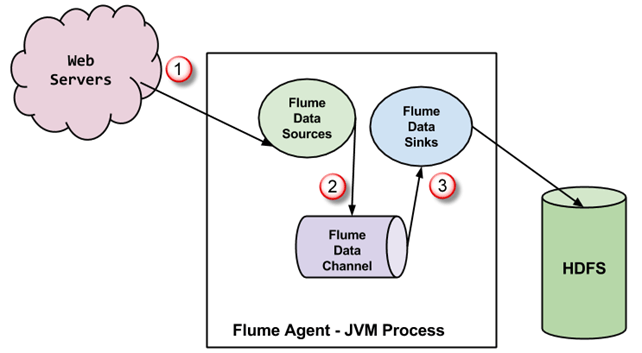 Web
Servers
1
Flume
Data
Sources
Flume
Data
Sinks
2
3
Flume
Data
Channel
HDFS
Flume Agent - JVM Process